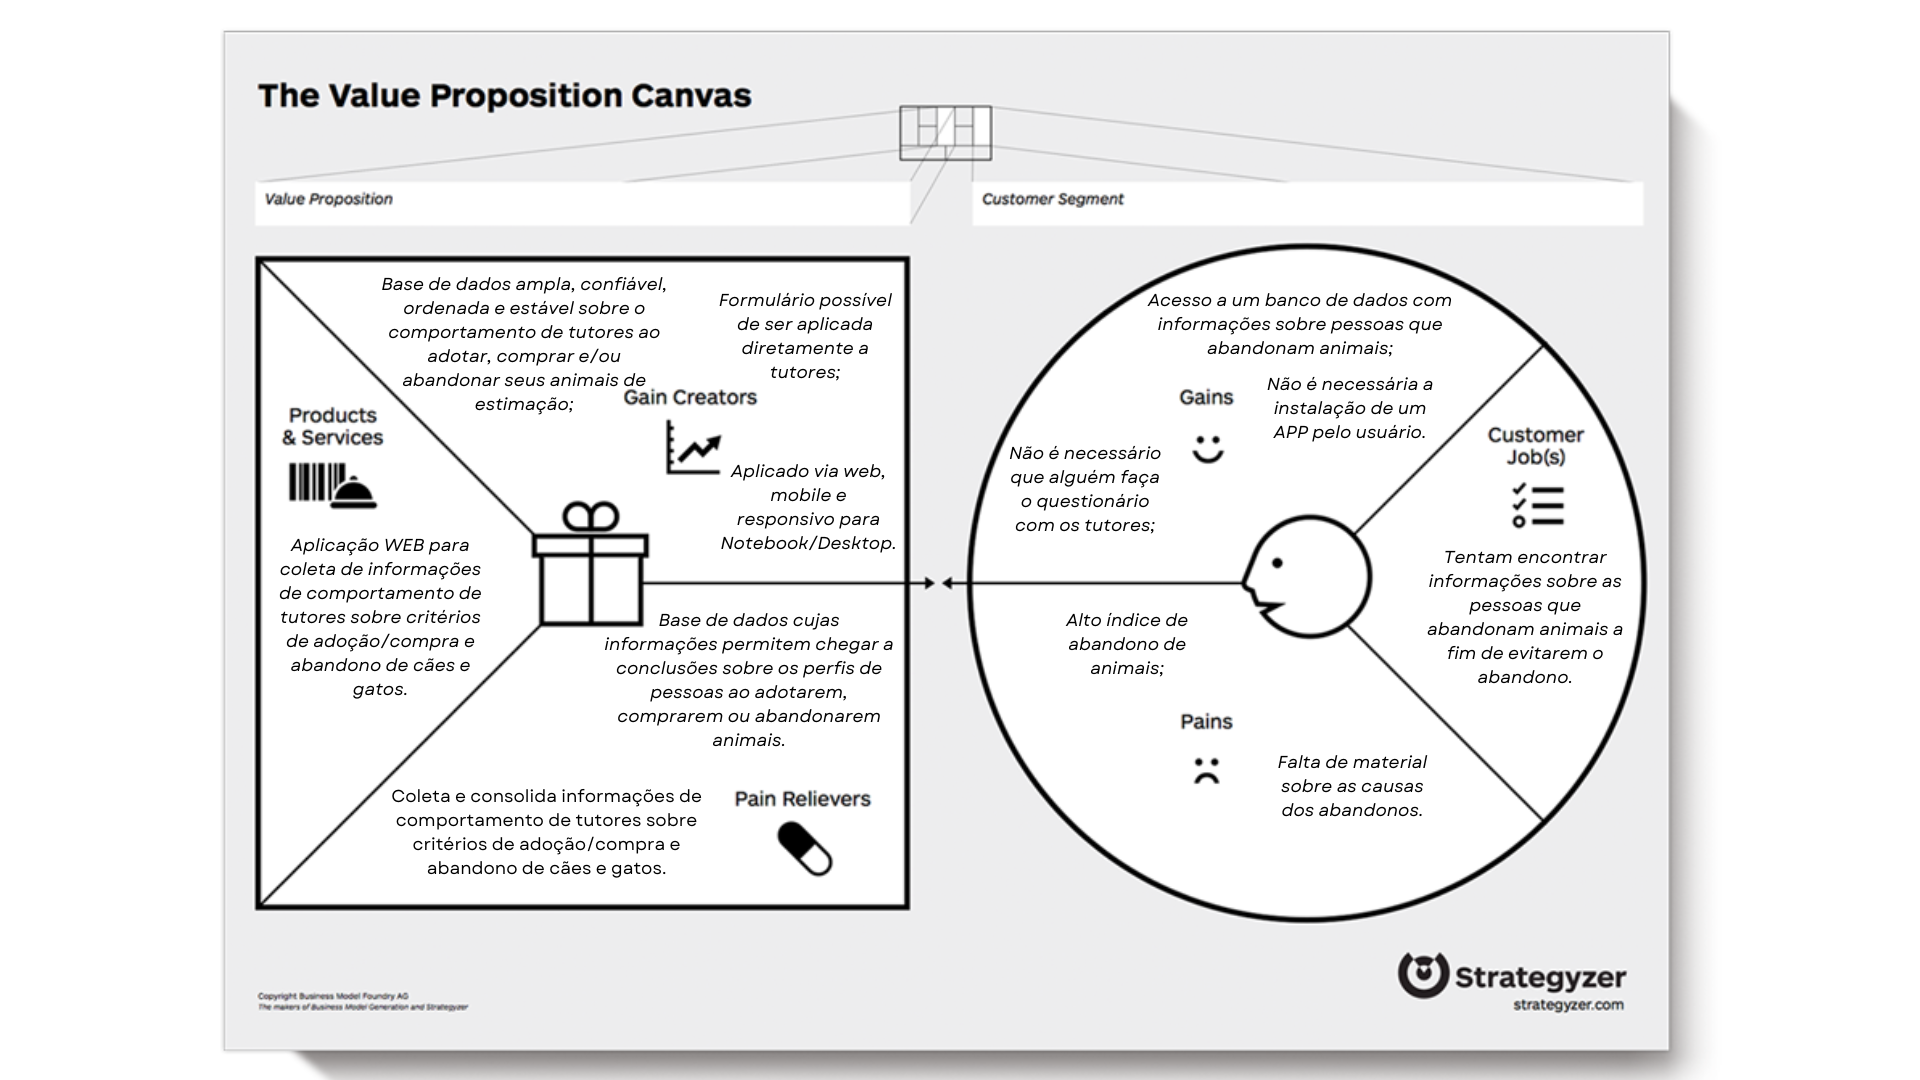 The Value Proposition Canvas
Value Proposition
Customer Segment
Base de dados ampla, confiável,
ordenada e estável sobre o
comportamento de tutores ao
adotar, comprar e/ou
abandonar seus animais de
estimação;
Formulário possível
de ser aplicada
diretamente a
tutores;
Gain Creators
Products
& Services
Aplicado via web,
mobile e
responsivo para
Notebook/Desktop.
Aplicação WEB para
coleta de informações
de comportamento de
tutores sobre critérios
de adoção/compra e
abandono de cães e
gatos.
Base de dados cujas
informações permitem chegar a
conclusões sobre os perfis de
pessoas ao adotarem,
comprarem ou abandonarem
animais.
Coleta e consolida informações de
comportamento de tutores sobre
critérios de adoção/compra e
abandono de cães e gatos.
Pain Relievers
Acesso a um banco de dados com
informações sobre pessoas que
abandonam animais;
Gains
Não é necessária a
instalação de um
APP pelo usuário.
Não é necessário
que alguém faça
o questionário
com os tutores;
Customer
Job(s)
Tentam encontrar
informações sobre as
pessoas que
abandonam animais a
fim de evitarem o
abandono.
Alto índice de
abandono de
animais;
Pains
Falta de material
sobre as causas
dos abandonos.
Copyright Business Model Foundry AG
The makers of Business Model Generation and Strategyzer
Strategyzer
strategyzer.com